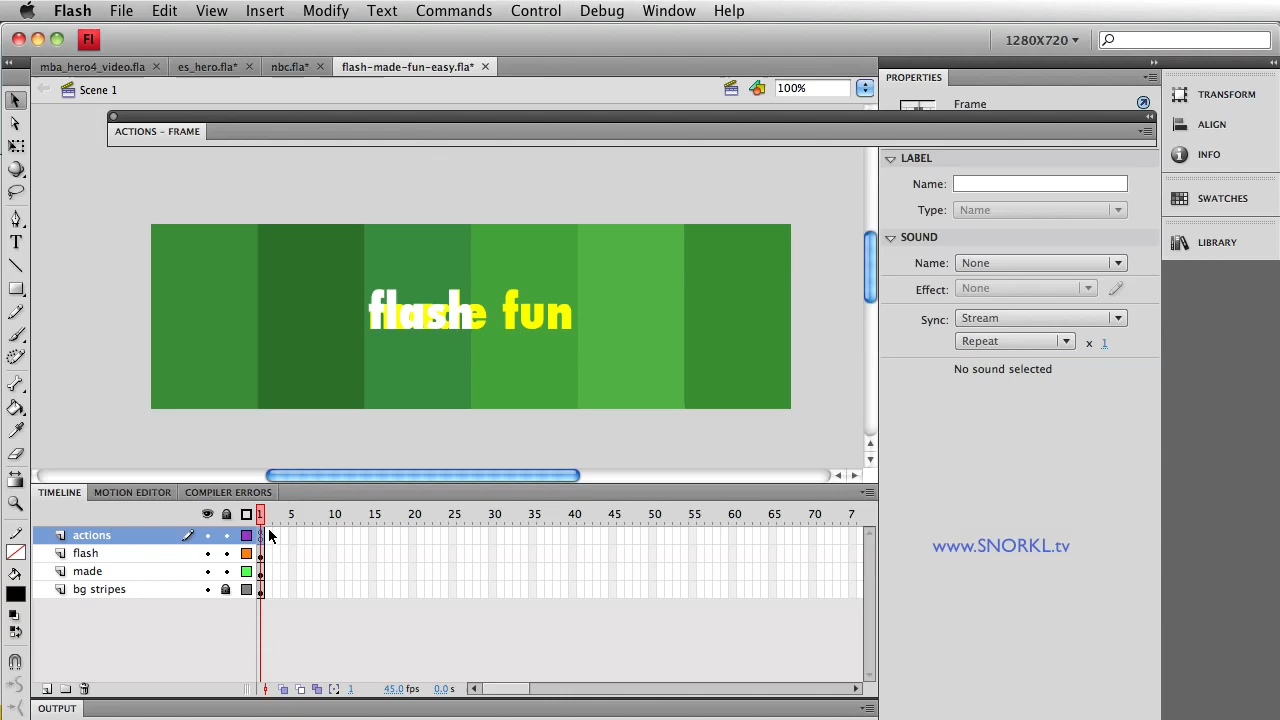 Flash File Edit View Insert Modify Text Commands Control Debug Window Help
Fl 1280X720
mba_hero4_video.fla × es_hero.fla* × nbc.fla* × flash-made-fun-easy.fla* ×
PROPERTIES
Scene 1
100%
Frame
TRANSFORM
ACTIONS – FRAME
ALIGN
LABEL
INFO
Name:
Type: Name
SWATCHES
SOUND
LIBRARY
Name: None
Effect: None
flash
fun
Sync: Stream
Repeat x 1
No sound selected
TIMELINE MOTION EDITOR COMPILER ERRORS
1 5 10 15 20 25 30 35 40 45 50 55 60 65 70 7
actions
flash
made
bg stripes
www.SNORKL.tv
1 45.0 fps 0.0 s
OUTPUT